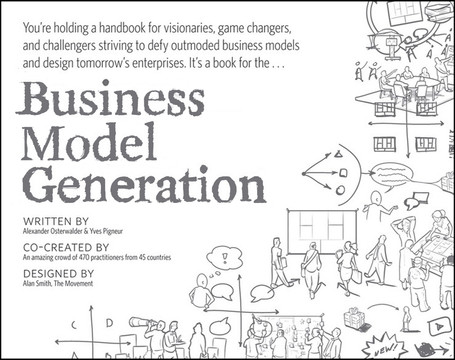 You're holding a handbook for visionaries, game changers,
and challengers striving to defy outmoded business models
and design tomorrow's enterprises. It's a book for the . . .
Business
Model
Generation
WRITTEN BY
Alexander Osterwalder & Yves Pigneur
CO-CREATED BY
An amazing crowd of 470 practitioners from 45 countries
DESIGNED BY
Alan Smith, The Movement
C D
A
NEW!